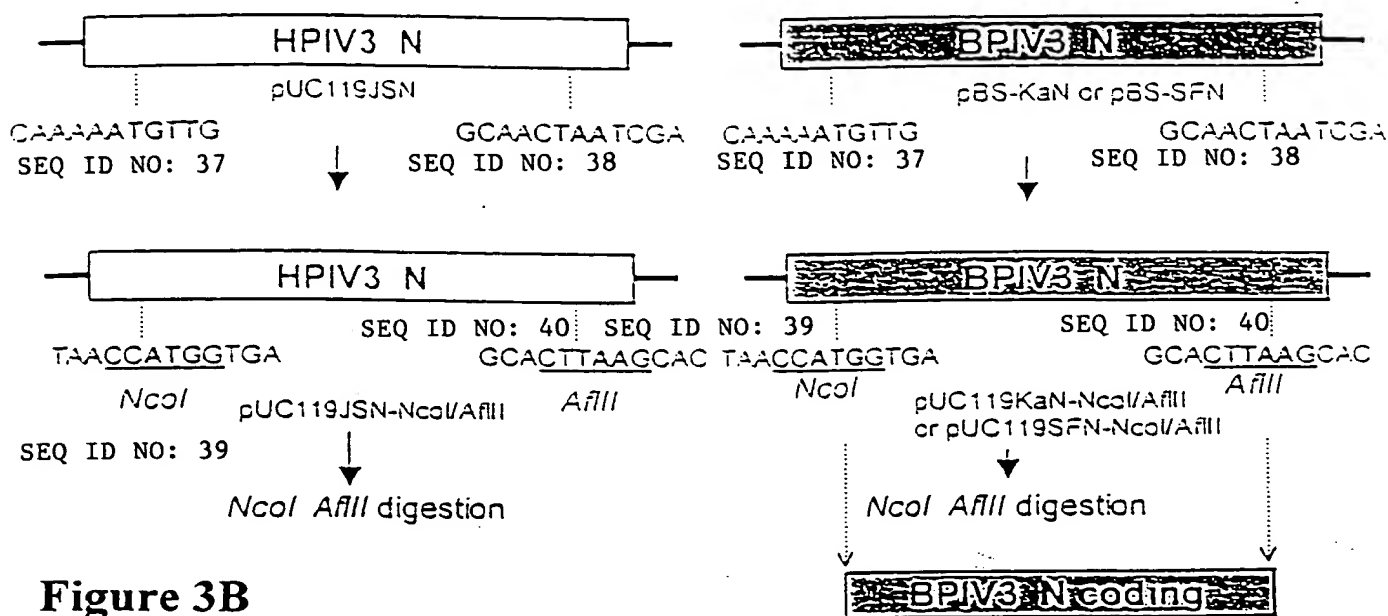 HPIV3 N
BPIV3 N
pUC119JSN
pBS-KaN or pBS-SFN
CAAAAATGTTG
GCAACTAATCGA
CAAAAATGTTG
GCAACTAATCGA
SEQ ID NO: 37
SEQ ID NO: 38
SEQ ID NO: 37
SEQ ID NO: 38
HPIV3 N
BPIV3 N
SEQ ID NO: 40
SEQ ID NO: 39
SEQ ID NO: 40
TAACCATGGTGA
GCACTTAAGCAC
TAACCATGGTGA
GCACTTAAGCAC
NcoI
AflII
NcoI
AflII
pUC119JSN-NcoI/AflII
pUC119KaN-NcoI/AflII
or pUC119SFN-NcoI/AflII
SEQ ID NO: 39
NcoI AflII digestion
NcoI AflII digestion
Figure 3B
BPIV3 N coding